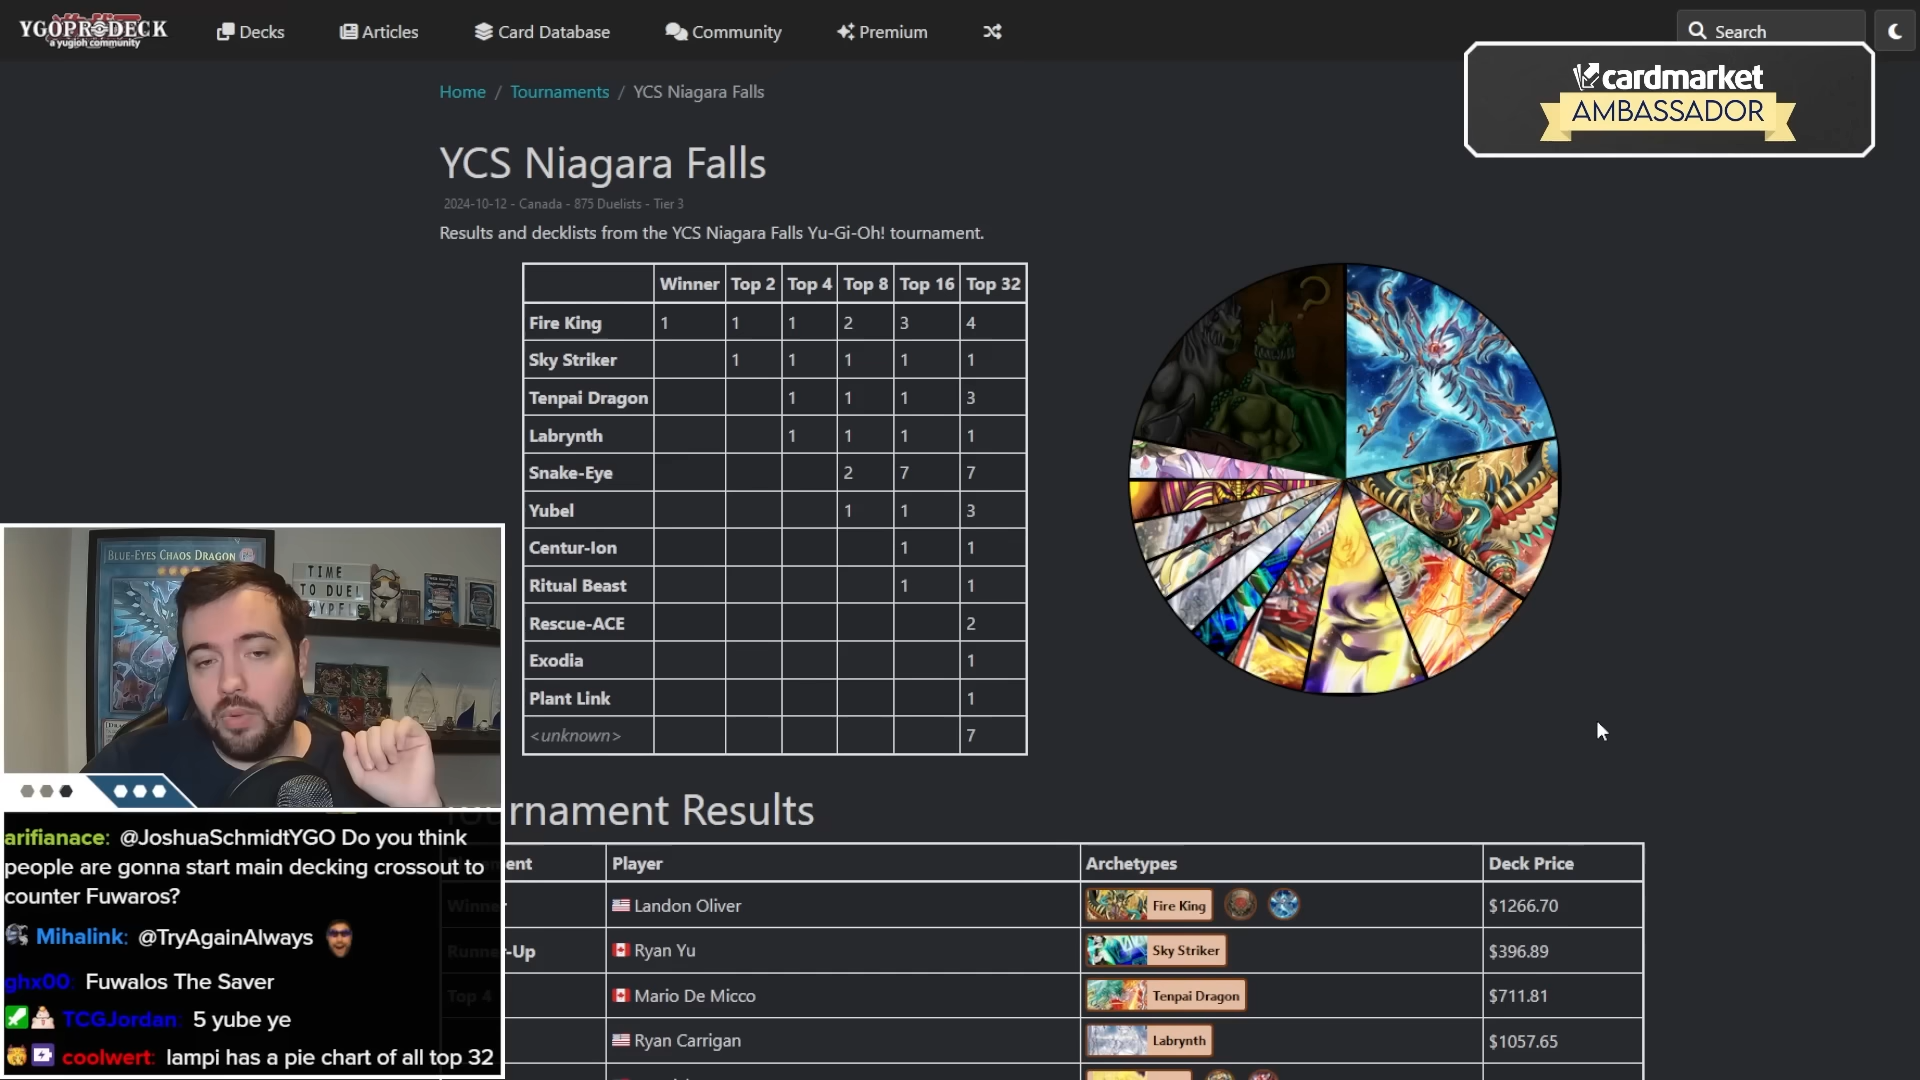 YGOPRODECK
a yugioh community
Decks
Articles
Card Database
Community
Premium
Search
cardmarket
AMBASSADOR
Home / Tournaments / YCS Niagara Falls
YCS Niagara Falls
2024-10-12 - Canada - 875 Duelists - Tier 3
Results and decklists from the YCS Niagara Falls Yu-Gi-Oh! tournament.
Winner Top 2 Top 4 Top 8 Top 16 Top 32
Fire King 1 1 1 2 3 4
Sky Striker 1 1 1 1 1
Tenpai Dragon 1 1 1 3
Labrynth 1 1 1 1
Snake-Eye 2 7 7
Yubel 1 1 3
Centur-Ion 1 1
Ritual Beast 1 1
Rescue-ACE 2
Exodia 1
Plant Link 1
<unknown> 7
?
BLUE-EYES CHAOS DRAGON
TIME
TO DUEL
rnament Results
ent Player Archetypes Deck Price
Winner Landon Oliver Fire King $1266.70
Runner-Up Ryan Yu Sky Striker $396.89
Top 4 Mario De Micco Tenpai Dragon $711.81
Ryan Carrigan Labrynth $1057.65
arifianace: @JoshuaSchmidtYGO Do you think
people are gonna start main decking crossout to
counter Fuwaros?
Mihalink: @TryAgainAlways
ghx00: Fuwalos The Saver
TCGJordan: 5 yube ye
coolwert: lampi has a pie chart of all top 32